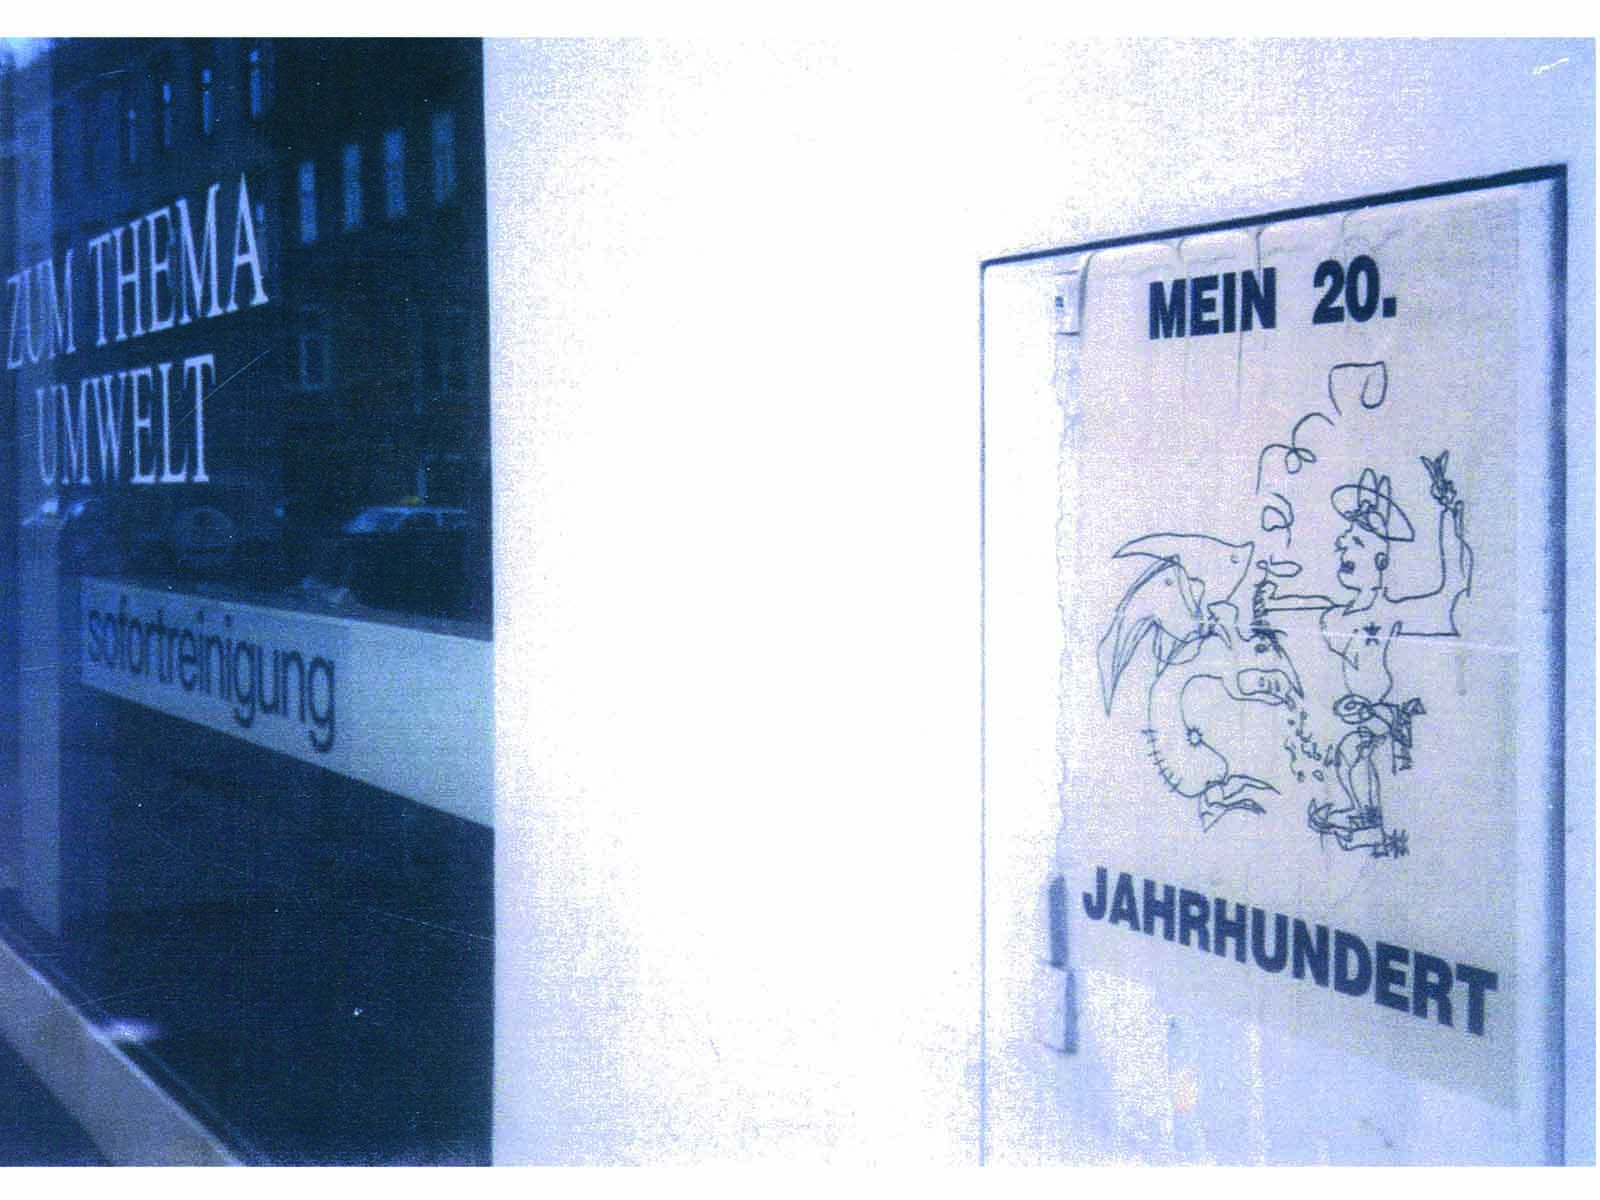 ZUM THEMA
UMWELT
sofortreinigung
MEIN 20.
JAHRHUNDERT